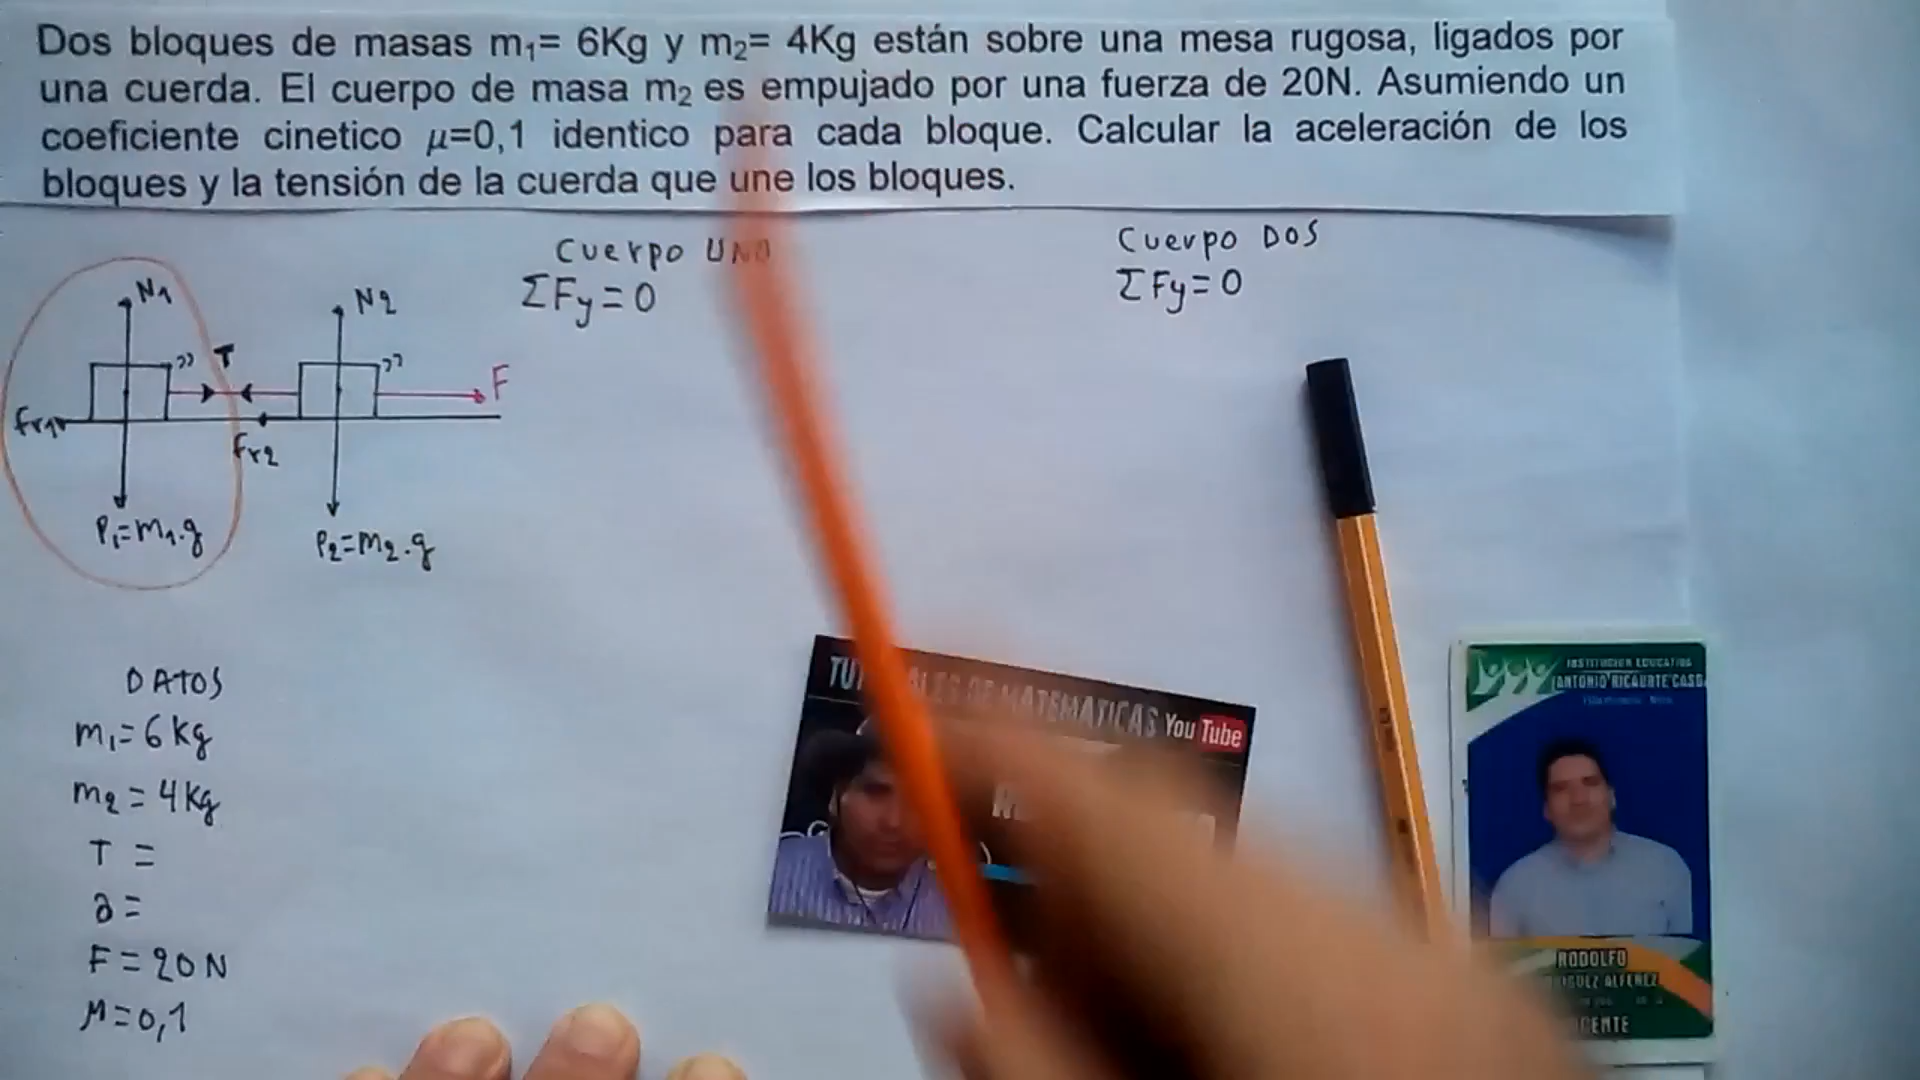 Dos bloques de masas m₁= 6Kg y m₂= 4Kg están sobre una mesa rugosa, ligados por
una cuerda. El cuerpo de masa m₂ es empujado por una fuerza de 20N. Asumiendo un
coeficiente cinetico μ=0,1 identico para cada bloque. Calcular la aceleración de los
bloques y la tensión de la cuerda que une los bloques.
Cuerpo UNO
ΣFy=0
Cuerpo DOS
ΣFy=0
N1
N2
T
F
fr1
fr2
P1=m1.g
P2=m2.g
DATOS
m1=6kg
m2=4kg
T=
a=
F=20N
μ=0,1
DE MATEMATICAS YouTube
INSTITUCION EDUCATIVA
ANTONIO RICAURTE
RODOLFO